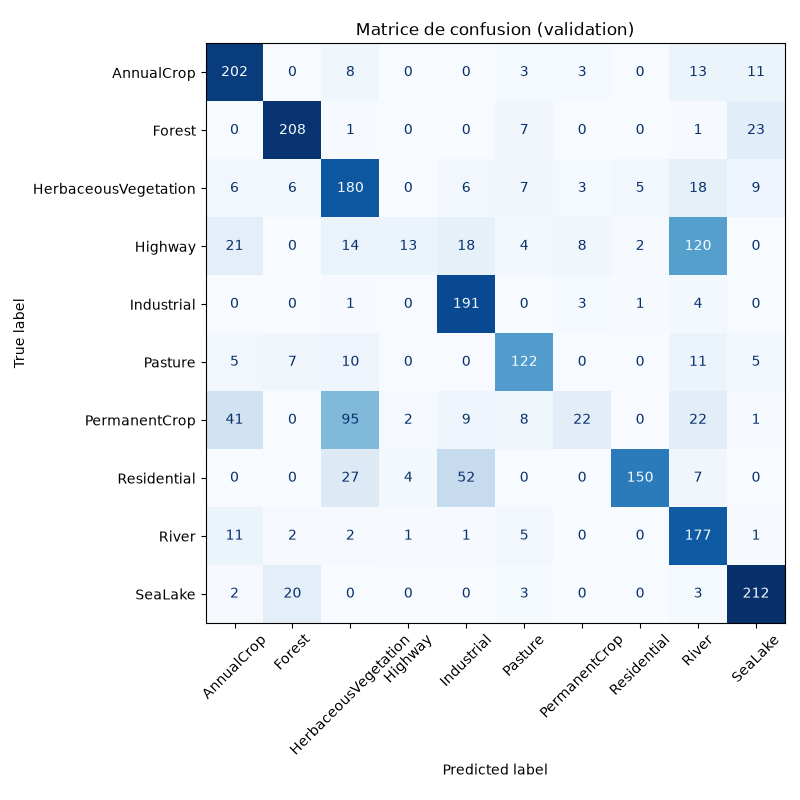 Matrice de confusion (validation)
True label
AnnualCrop 202 0 8 0 0 3 3 0 13 11
Forest 0 208 1 0 0 7 0 0 1 23
HerbaceousVegetation 6 6 180 0 6 7 3 5 18 9
Highway 21 0 14 13 18 4 8 2 120 0
Industrial 0 0 1 0 191 0 3 1 4 0
Pasture 5 7 10 0 0 122 0 0 11 5
PermanentCrop 41 0 95 2 9 8 22 0 22 1
Residential 0 0 27 4 52 0 0 150 7 0
River 11 2 2 1 1 5 0 0 177 1
SeaLake 2 20 0 0 0 3 0 0 3 212
AnnualCrop Forest HerbaceousVegetation Highway Industrial Pasture PermanentCrop Residential River SeaLake
Predicted label